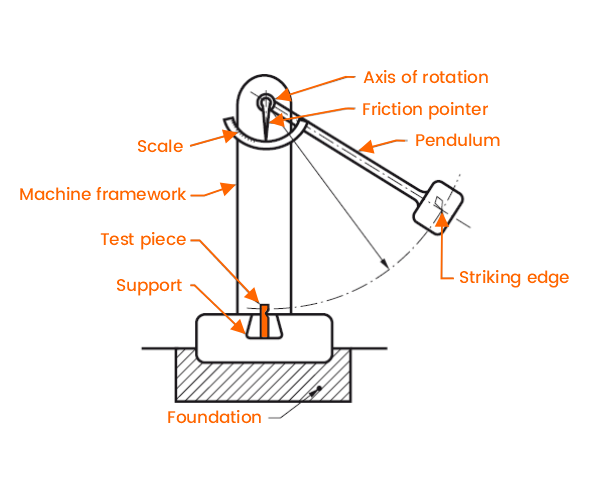 Axis of rotation
Friction pointer
Scale
Pendulum
Machine framework
Test piece
Striking edge
Support
Foundation